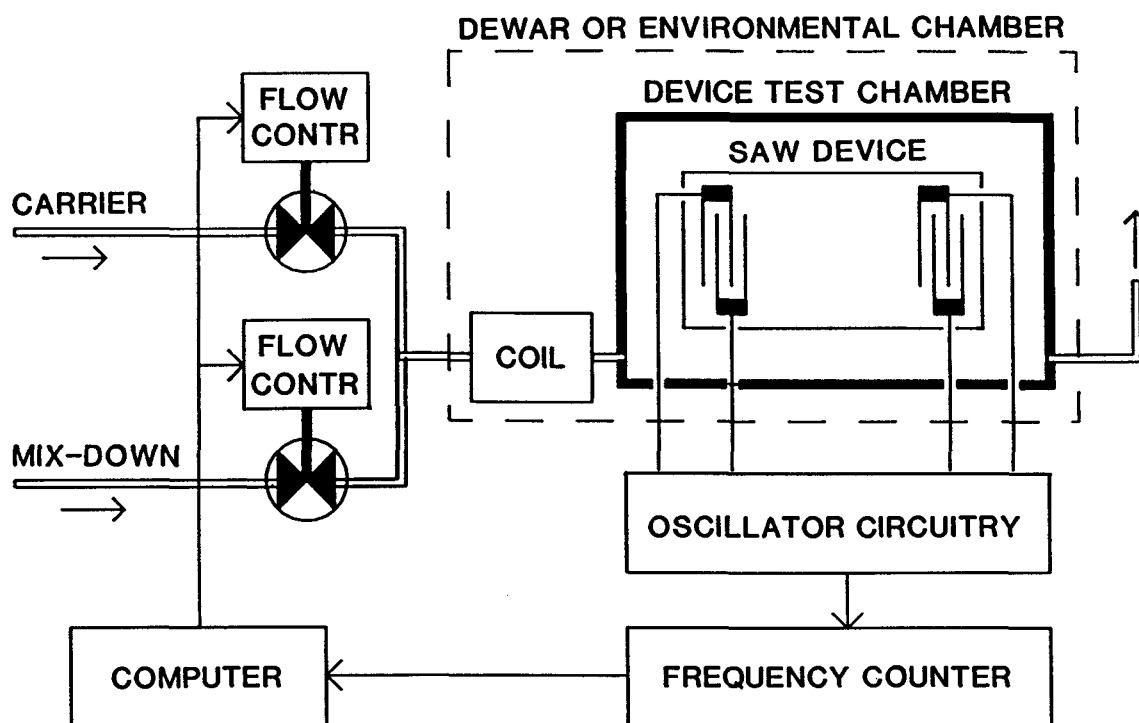 DEWAR OR ENVIRONMENTAL CHAMBER
FLOW
CONTR
DEVICE TEST CHAMBER
SAW DEVICE
CARRIER
FLOW
CONTR
COIL
MIX-DOWN
OSCILLATOR CIRCUITRY
COMPUTER
FREQUENCY COUNTER